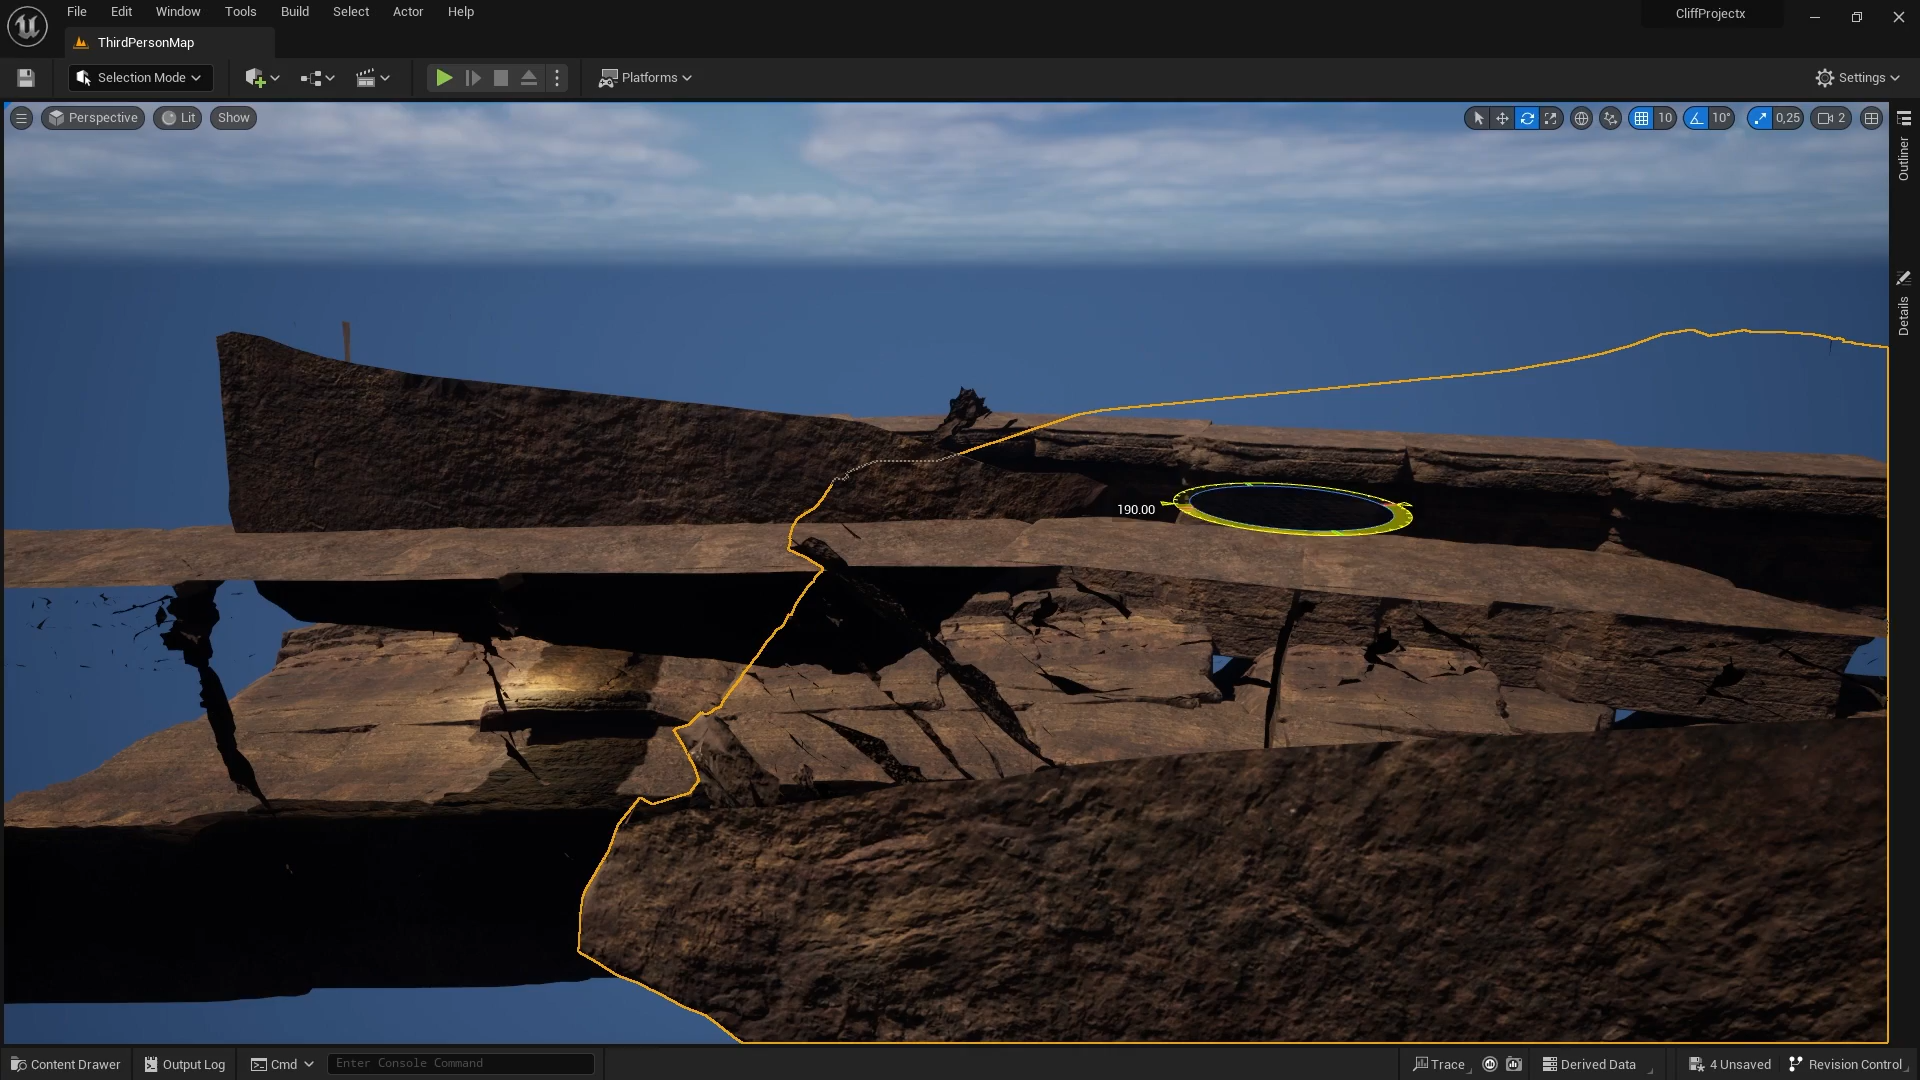 File Edit Window Tools Build Select Actor Help
CliffProjectx
ThirdPersonMap
Selection Mode
Platforms
Settings
Perspective Lit Show
10 10° 0,25 2
Outliner
Details
190.00
Content Drawer Output Log Cmd Enter Console Command
Trace Derived Data 4 Unsaved Revision Control